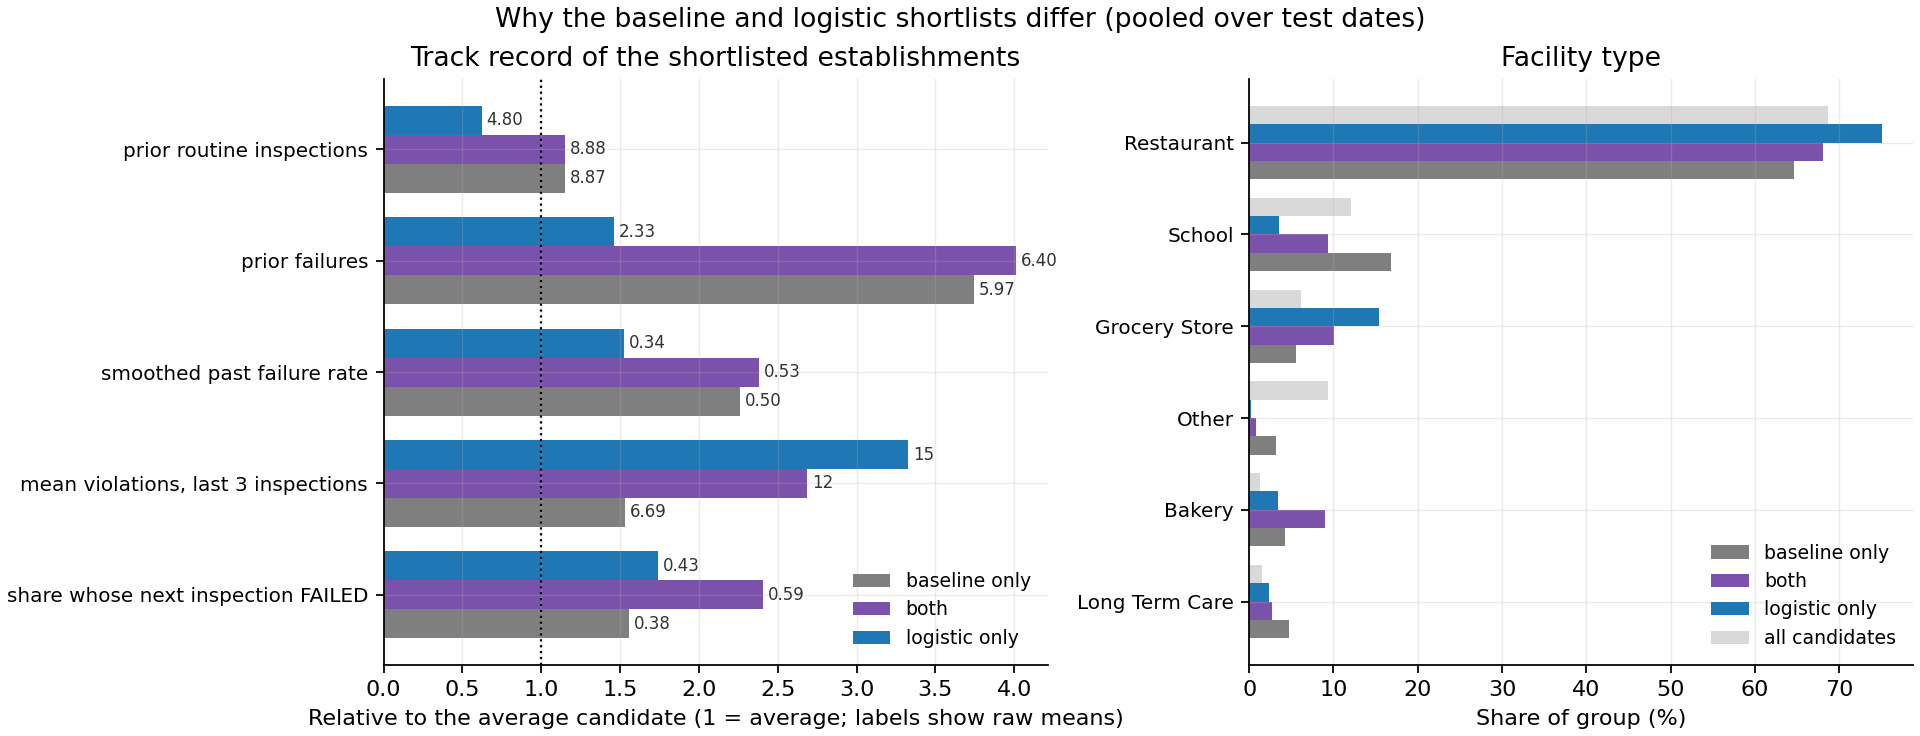 Why the baseline and logistic shortlists differ (pooled over test dates)
Track record of the shortlisted establishments
prior routine inspections
4.80
8.88
8.87
prior failures
2.33
6.40
5.97
smoothed past failure rate
0.34
0.53
0.50
mean violations, last 3 inspections
15
12
6.69
share whose next inspection FAILED
0.43
0.59
0.38
baseline only
both
logistic only
0.0 0.5 1.0 1.5 2.0 2.5 3.0 3.5 4.0
Relative to the average candidate (1 = average; labels show raw means)
Facility type
Restaurant
School
Grocery Store
Other
Bakery
Long Term Care
baseline only
both
logistic only
all candidates
0 10 20 30 40 50 60 70
Share of group (%)